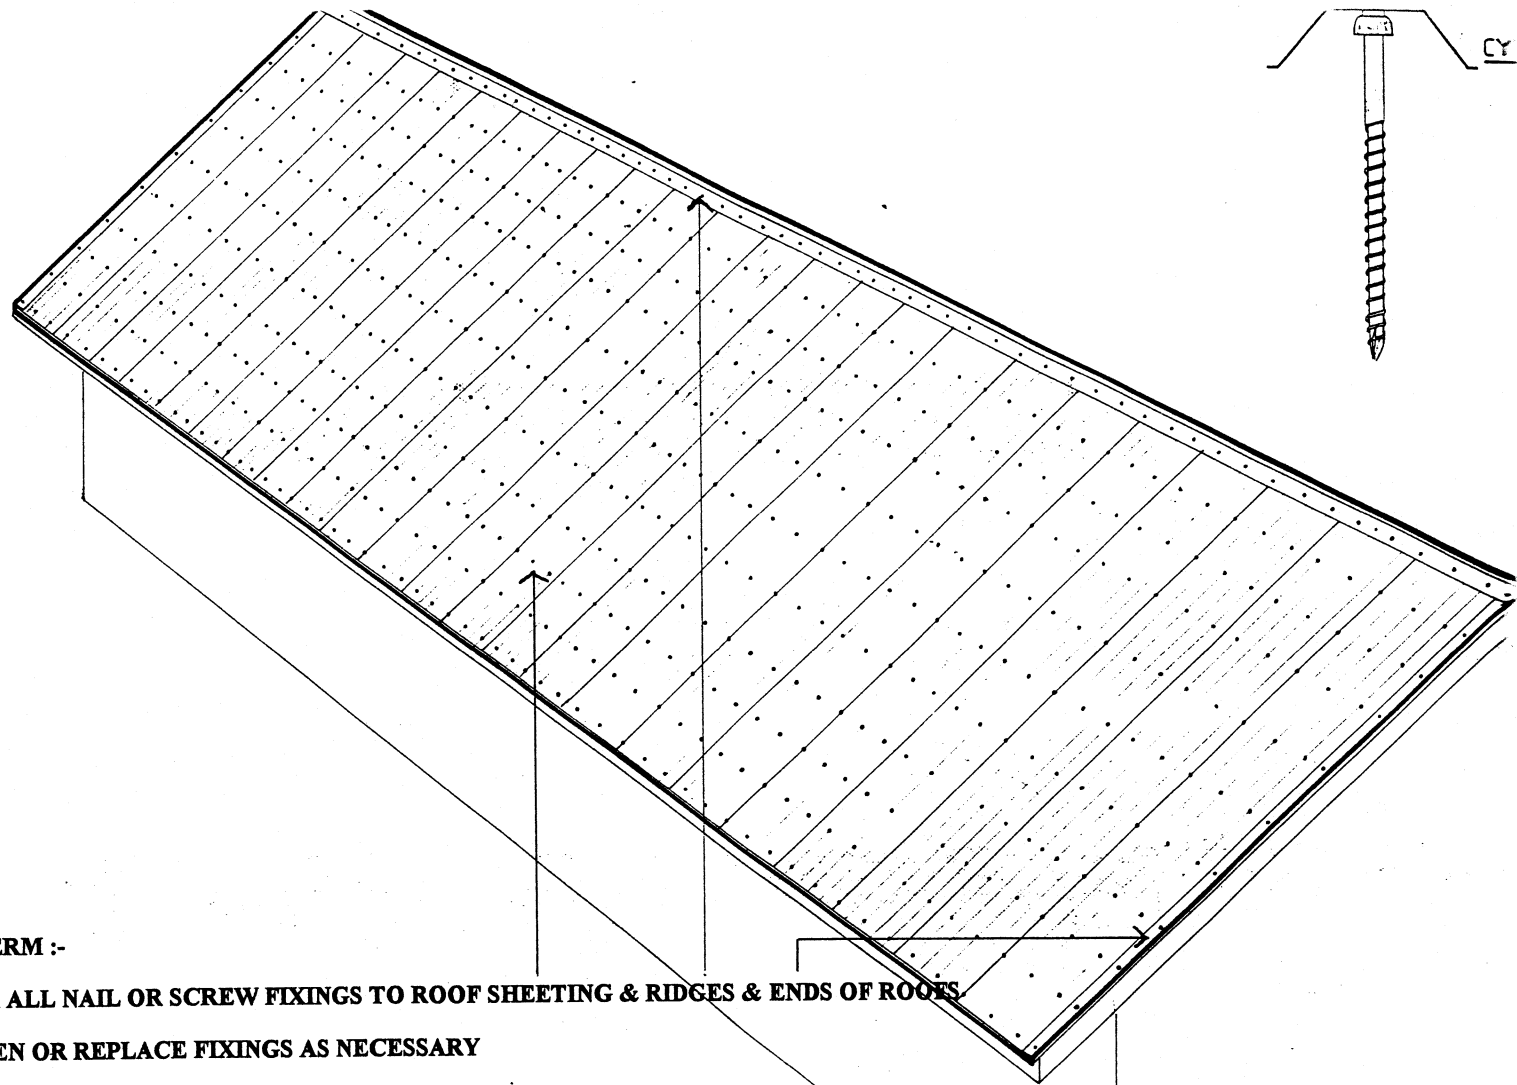 CY
ERM :-
ALL NAIL OR SCREW FIXINGS TO ROOF SHEETING & RIDGES & ENDS OF ROOFS
EN OR REPLACE FIXINGS AS NECESSARY